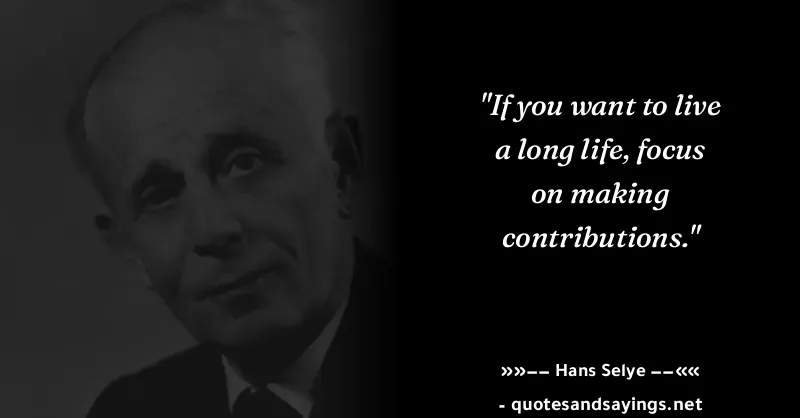 "If you want to live
a long life, focus
on making
contributions."
»»−− Hans Selye −−««
- quotesandsayings.net